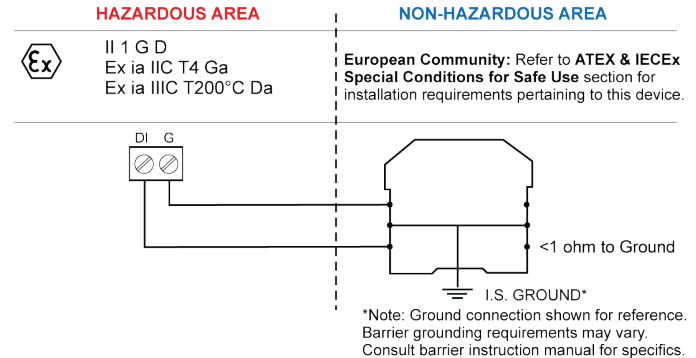 HAZARDOUS AREA
NON-HAZARDOUS AREA
Ex
II 1 G D
Ex ia IIC T4 Ga
Ex ia IIIC T200°C Da
European Community: Refer to ATEX & IECEx
Special Conditions for Safe Use section for
installation requirements pertaining to this device.
DI G
<1 ohm to Ground
I.S. GROUND*
*Note: Ground connection shown for reference.
Barrier grounding requirements may vary.
Consult barrier instruction manual for specifics.